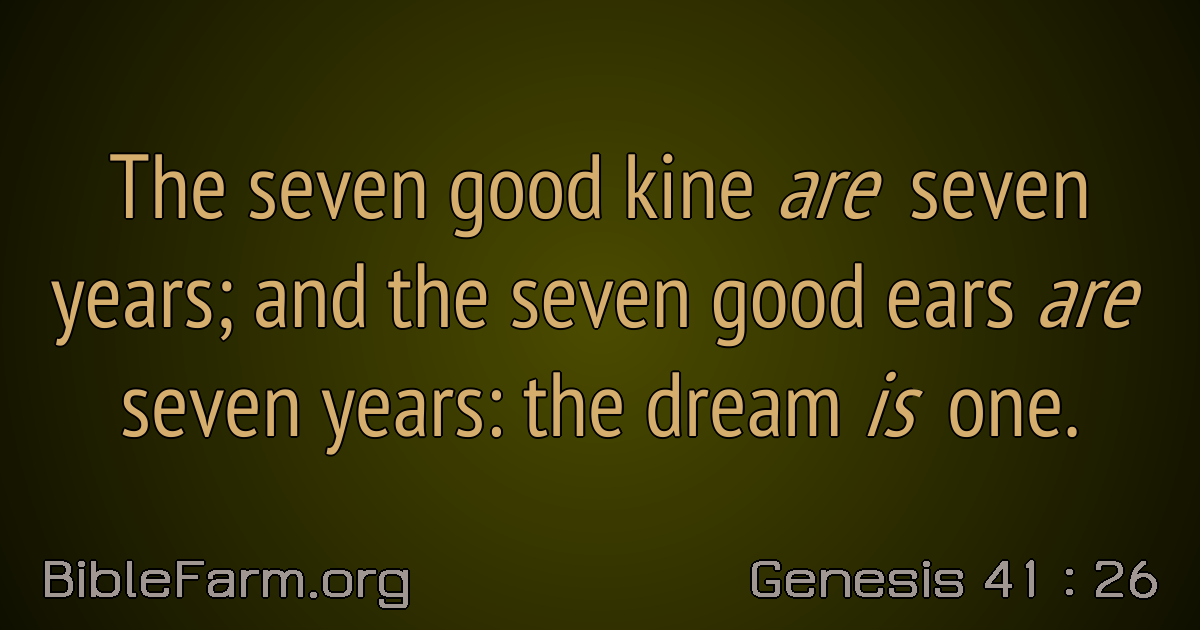 The seven good kine are seven
years; and the seven good ears are
seven years: the dream is one.
BibleFarm.org
Genesis 41 : 26